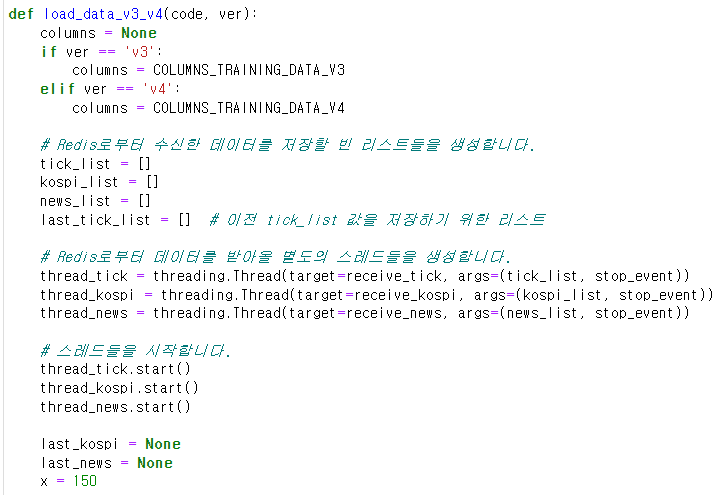 def load_data_v3_v4(code, ver):
    columns = None
    if ver == 'v3':
        columns = COLUMNS_TRAINING_DATA_V3
    elif ver == 'v4':
        columns = COLUMNS_TRAINING_DATA_V4

    # Redis로부터 수신한 데이터를 저장할 빈 리스트들을 생성합니다.
    tick_list = []
    kospi_list = []
    news_list = []
    last_tick_list = []  # 이전 tick_list 값을 저장하기 위한 리스트

    # Redis로부터 데이터를 받아올 별도의 스레드들을 생성합니다.
    thread_tick = threading.Thread(target=receive_tick, args=(tick_list, stop_event))
    thread_kospi = threading.Thread(target=receive_kospi, args=(kospi_list, stop_event))
    thread_news = threading.Thread(target=receive_news, args=(news_list, stop_event))

    # 스레드들을 시작합니다.
    thread_tick.start()
    thread_kospi.start()
    thread_news.start()

    last_kospi = None
    last_news = None
    x = 150